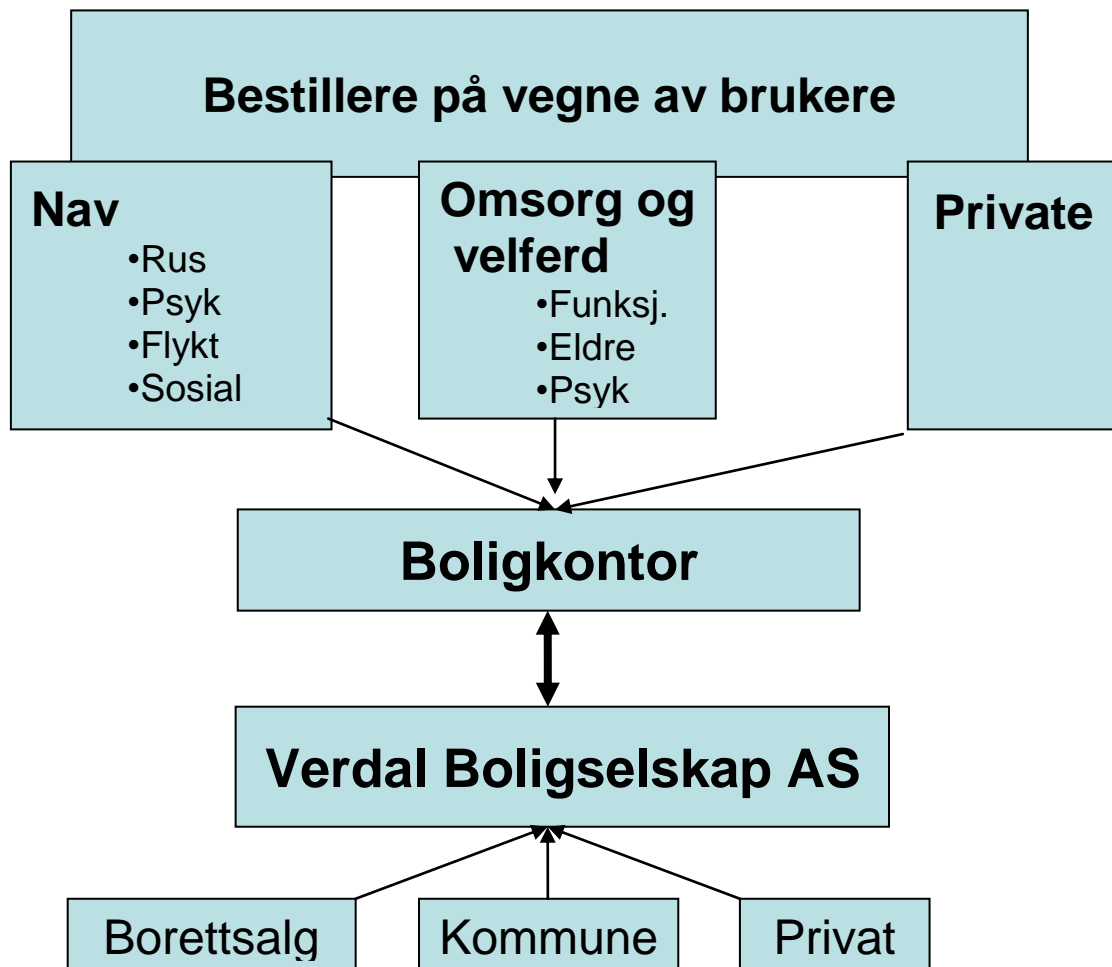 Bestillere på vegne av brukere
Nav
•Rus
•Psyk
•Flykt
•Sosial
Omsorg og
velferd
•Funksj.
•Eldre
•Psyk
Private
Boligkontor
Verdal Boligselskap AS
Borettsalg
Kommune
Privat